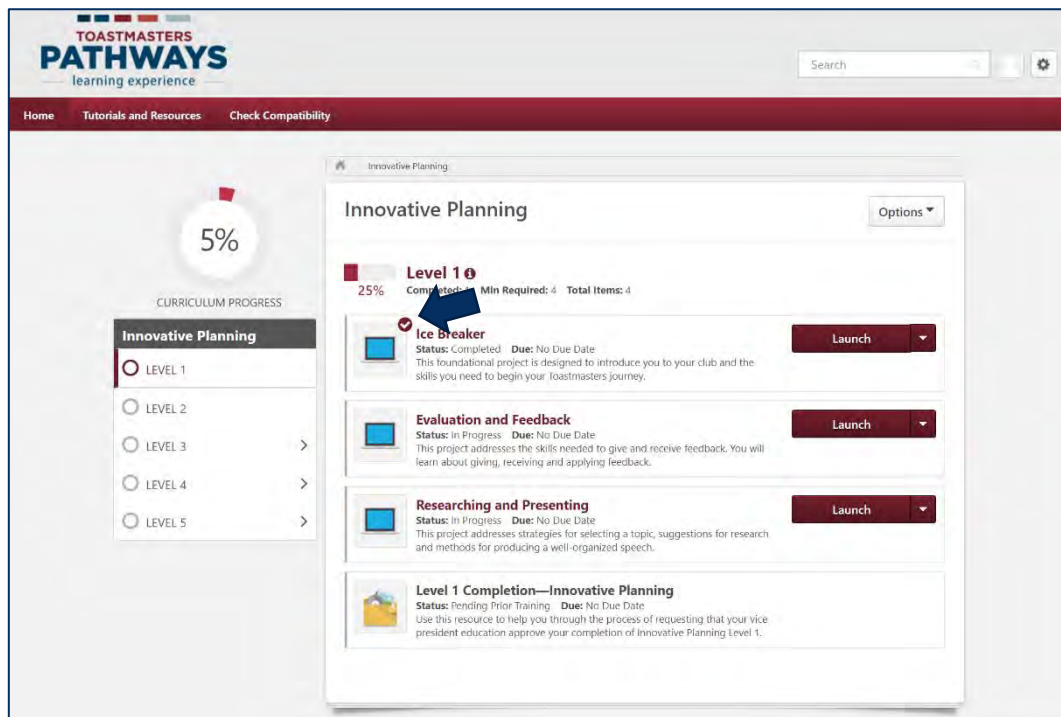 TOASTMASTERS
PATHWAYS
learning experience
Search
Home Tutorials and Resources Check Compatibility
Innovative Planning
5%
CURRICULUM PROGRESS
Innovative Planning
LEVEL 1
LEVEL 2
LEVEL 3
LEVEL 4
LEVEL 5
Innovative Planning
Options
25%
Level 1
Completed: Min Required: 4 Total Items: 4
Ice Breaker
Status: Completed Due: No Due Date
This foundational project is designed to introduce you to your club and the
skills you need to begin your Toastmasters journey.
Launch
Evaluation and Feedback
Status: In Progress Due: No Due Date
This project addresses the skills needed to give and receive feedback. You will
learn about giving, receiving and applying feedback.
Launch
Researching and Presenting
Status: In Progress Due: No Due Date
This project addresses strategies for selecting a topic, suggestions for research
and methods for producing a well-organized speech.
Launch
Level 1 Completion—Innovative Planning
Status: Pending Prior Training Due: No Due Date
Use this resource to help you through the process of requesting that your vice
president education approve your completion of Innovative Planning Level 1.